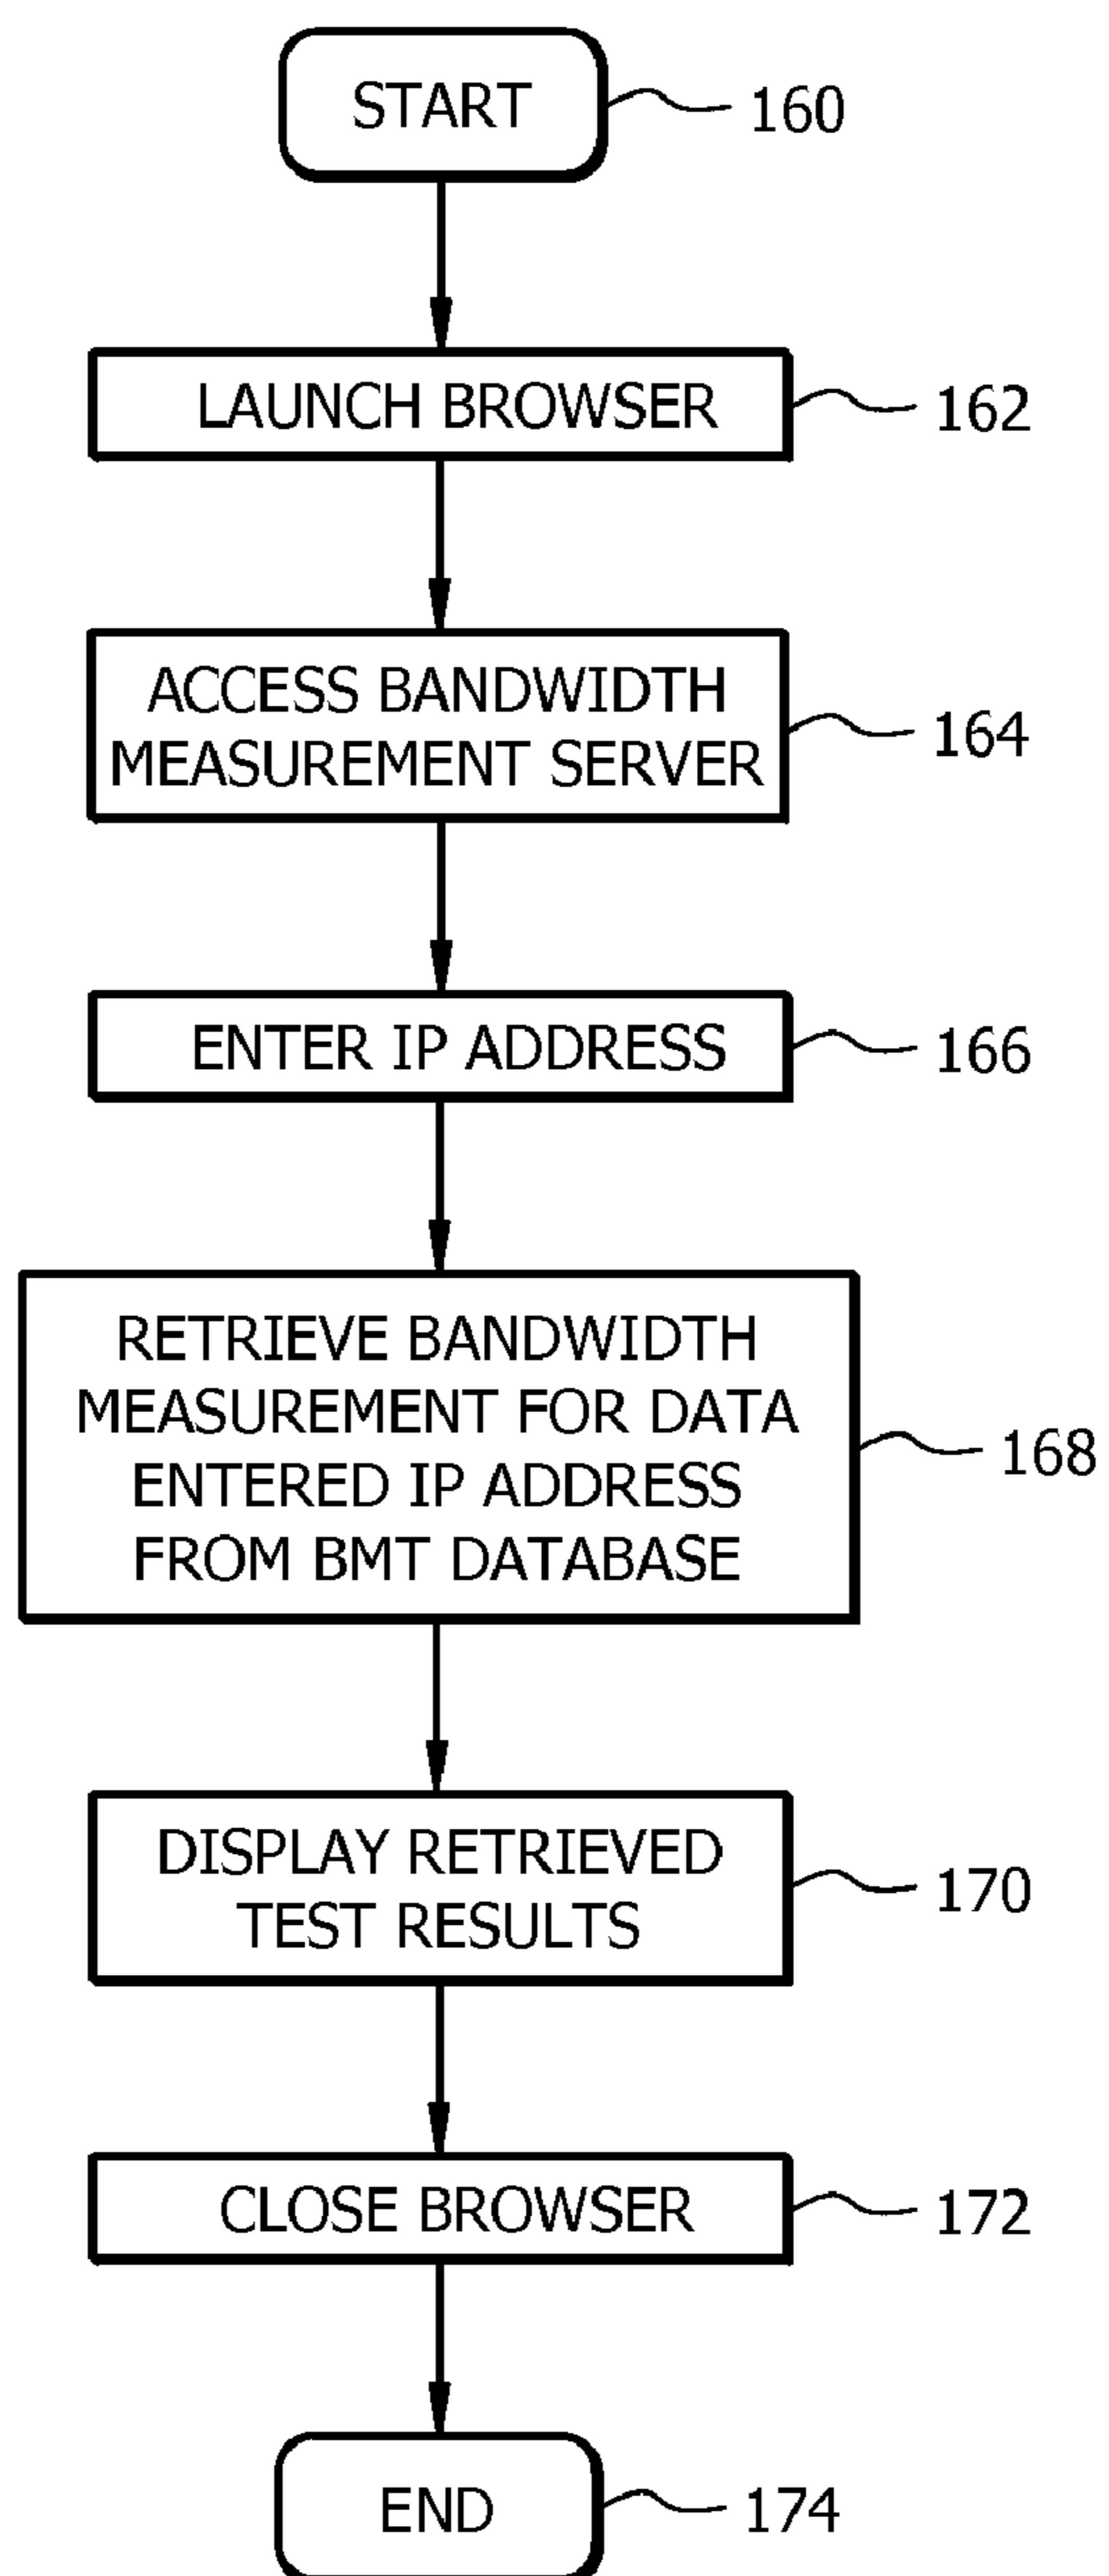 START
160
LAUNCH BROWSER
162
ACCESS BANDWIDTH
MEASUREMENT SERVER
164
ENTER IP ADDRESS
166
RETRIEVE BANDWIDTH
MEASUREMENT FOR DATA
ENTERED IP ADDRESS
FROM BMT DATABASE
168
DISPLAY RETRIEVED
TEST RESULTS
170
CLOSE BROWSER
172
END
174